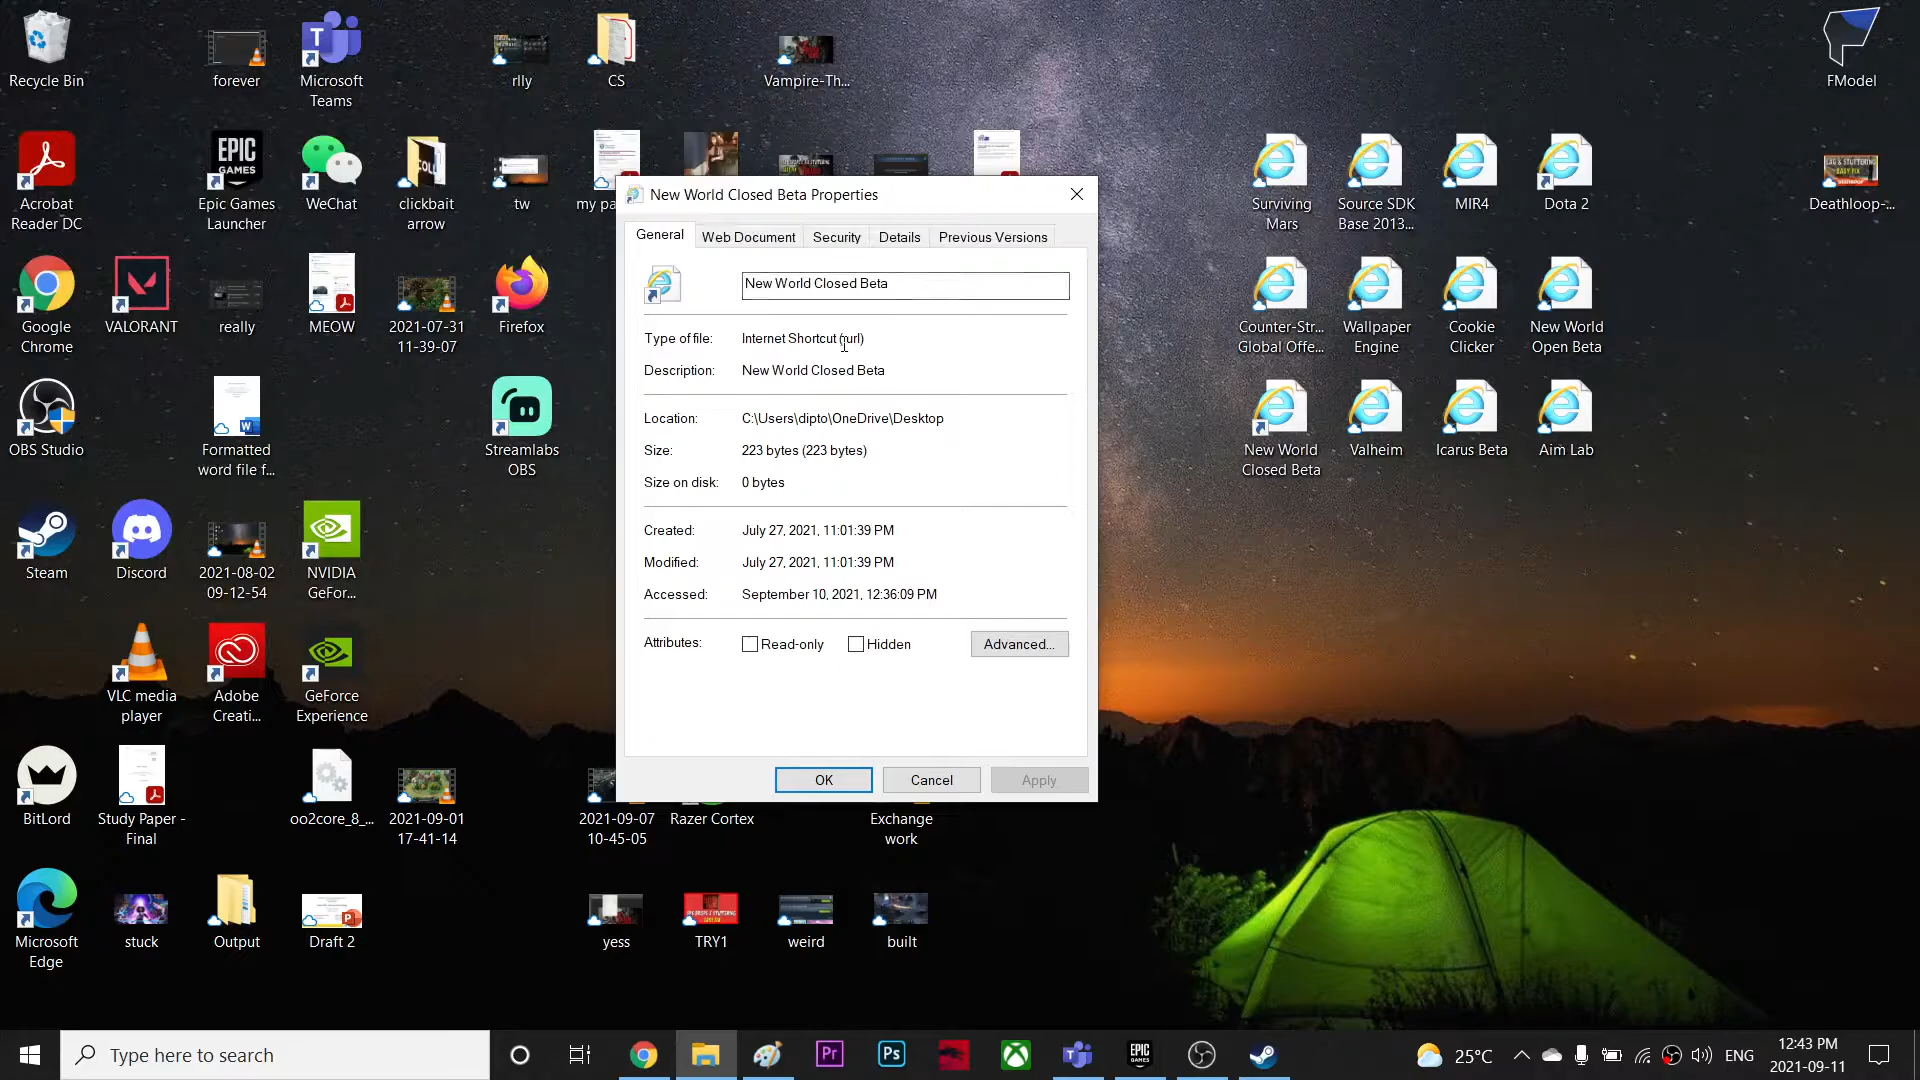 Recycle Bin
forever
Microsoft
Teams
rlly
CS
Vampire-Th...
FModel
Acrobat
Reader DC
EPIC
GAMES
Epic Games
Launcher
WeChat
clickbait
arrow
tw
my pa
Surviving
Mars
Source SDK
Base 2013...
MIR4
Dota 2
Deathloop-...
Google
Chrome
VALORANT
really
MEOW
2021-07-31
11-39-07
Firefox
Counter-Str...
Global Offe...
Wallpaper
Engine
Cookie
Clicker
New World
Open Beta
OBS Studio
Formatted
word file f...
Streamlabs
OBS
New World
Closed Beta
Valheim
Icarus Beta
Aim Lab
Steam
Discord
2021-08-02
09-12-54
NVIDIA
GeFor...
VLC media
player
Adobe
Creati...
GeForce
Experience
BitLord
Study Paper -
Final
oo2core_8_...
2021-09-01
17-41-14
2021-09-07
10-45-05
Razer Cortex
Exchange
work
Microsoft
Edge
stuck
Output
Draft 2
yess
TRY1
weird
built
New World Closed Beta Properties
General
Web Document
Security
Details
Previous Versions
New World Closed Beta
Type of file: Internet Shortcut (.url)
Description: New World Closed Beta
Location: C:\Users\dipto\OneDrive\Desktop
Size: 223 bytes (223 bytes)
Size on disk: 0 bytes
Created: July 27, 2021, 11:01:39 PM
Modified: July 27, 2021, 11:01:39 PM
Accessed: September 10, 2021, 12:36:09 PM
Attributes: Read-only Hidden Advanced...
OK Cancel Apply
Type here to search
Pr
Ps
EPIC
25°C
ENG
12:43 PM
2021-09-11